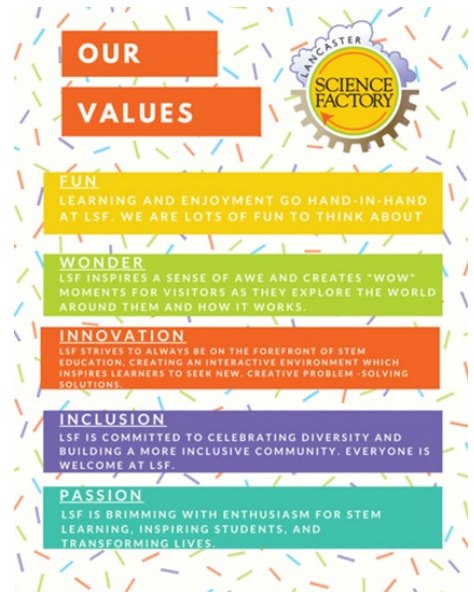 OUR
VALUES
LANCASTER
SCIENCE
FACTORY
FUN
LEARNING AND ENJOYMENT GO HAND-IN-HAND
AT LSF. WE ARE LOTS OF FUN TO THINK ABOUT
WONDER
LSF INSPIRES A SENSE OF AWE AND CREATES "WOW"
MOMENTS FOR VISITORS AS THEY EXPLORE THE WORLD
AROUND THEM AND HOW IT WORKS.
INNOVATION
LSF STRIVES TO ALWAYS BE ON THE FOREFRONT OF STEM
EDUCATION, CREATING AN INTERACTIVE ENVIRONMENT WHICH
INSPIRES LEARNERS TO SEEK NEW, CREATIVE PROBLEM -SOLVING
SOLUTIONS.
INCLUSION
LSF IS COMMITTED TO CELEBRATING DIVERSITY AND
BUILDING A MORE INCLUSIVE COMMUNITY. EVERYONE IS
WELCOME AT LSF.
PASSION
LSF IS BRIMMING WITH ENTHUSIASM FOR STEM
LEARNING, INSPIRING STUDENTS, AND
TRANSFORMING LIVES.